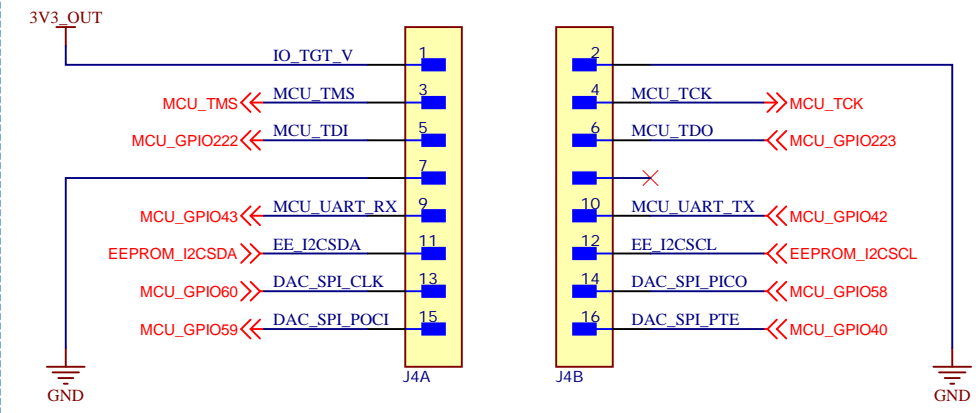 3V3_OUT
IO_TGT_V 1 2
MCU_TMS MCU_TMS 3 4 MCU_TCK MCU_TCK
MCU_GPIO222 MCU_TDI 5 6 MCU_TDO MCU_GPIO223
7
MCU_GPIO43 MCU_UART_RX 9 10 MCU_UART_TX MCU_GPIO42
EEPROM_I2CSDA EE_I2CSDA 11 12 EE_I2CSCL EEPROM_I2CSCL
MCU_GPIO60 DAC_SPI_CLK 13 14 DAC_SPI_PICO MCU_GPIO58
MCU_GPIO59 DAC_SPI_POCI 15 16 DAC_SPI_PTE MCU_GPIO40
J4A J4B
GND GND